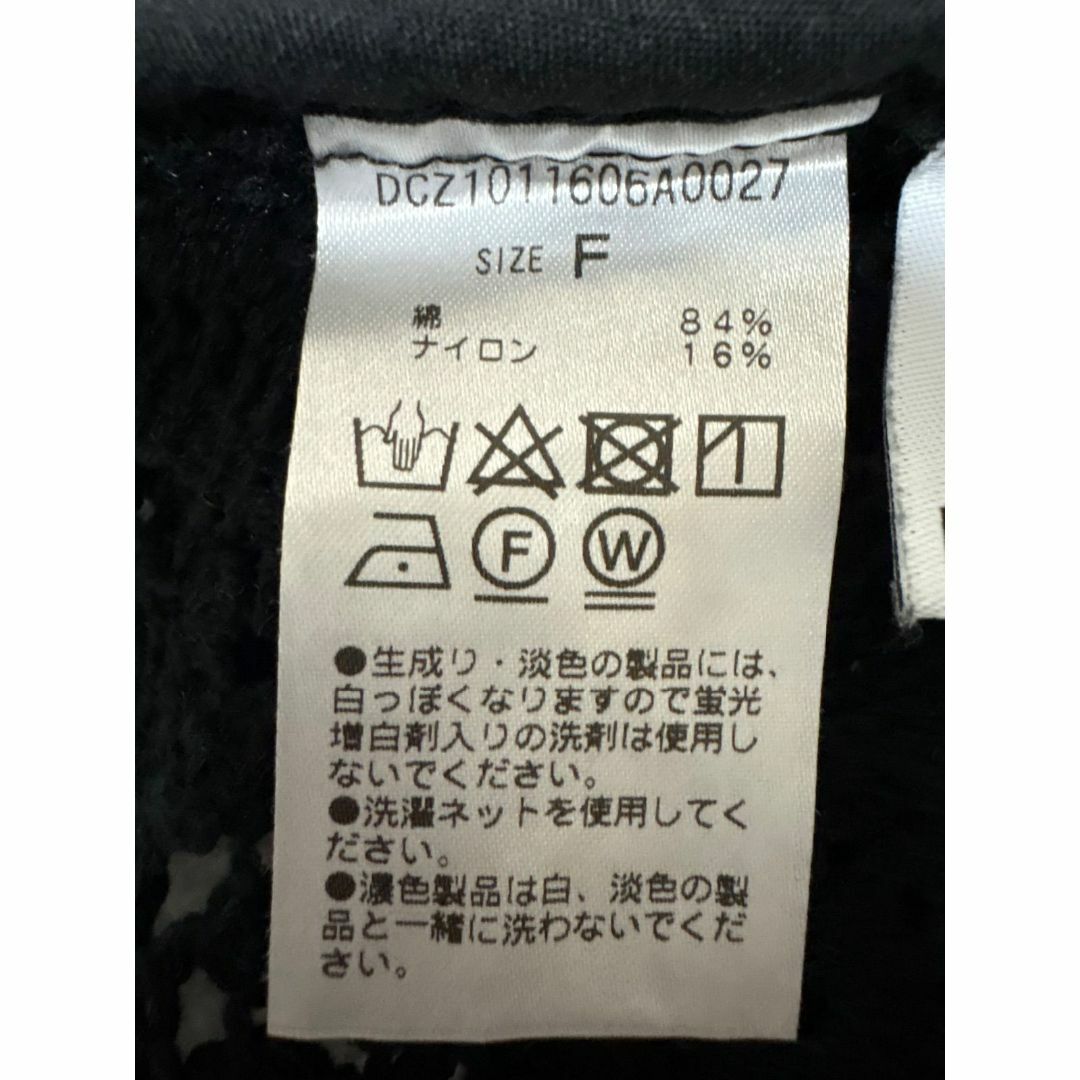 DCZ1011606A0027
SIZE F
綿 84%
ナイロン 16%
F W
●生成り・淡色の製品には、
白っぽくなりますので蛍光
増白剤入りの洗剤は使用し
ないでください。
●洗濯ネットを使用してく
ださい。
●濃色製品は白、淡色の製
品と一緒に洗わないでくだ
さい。